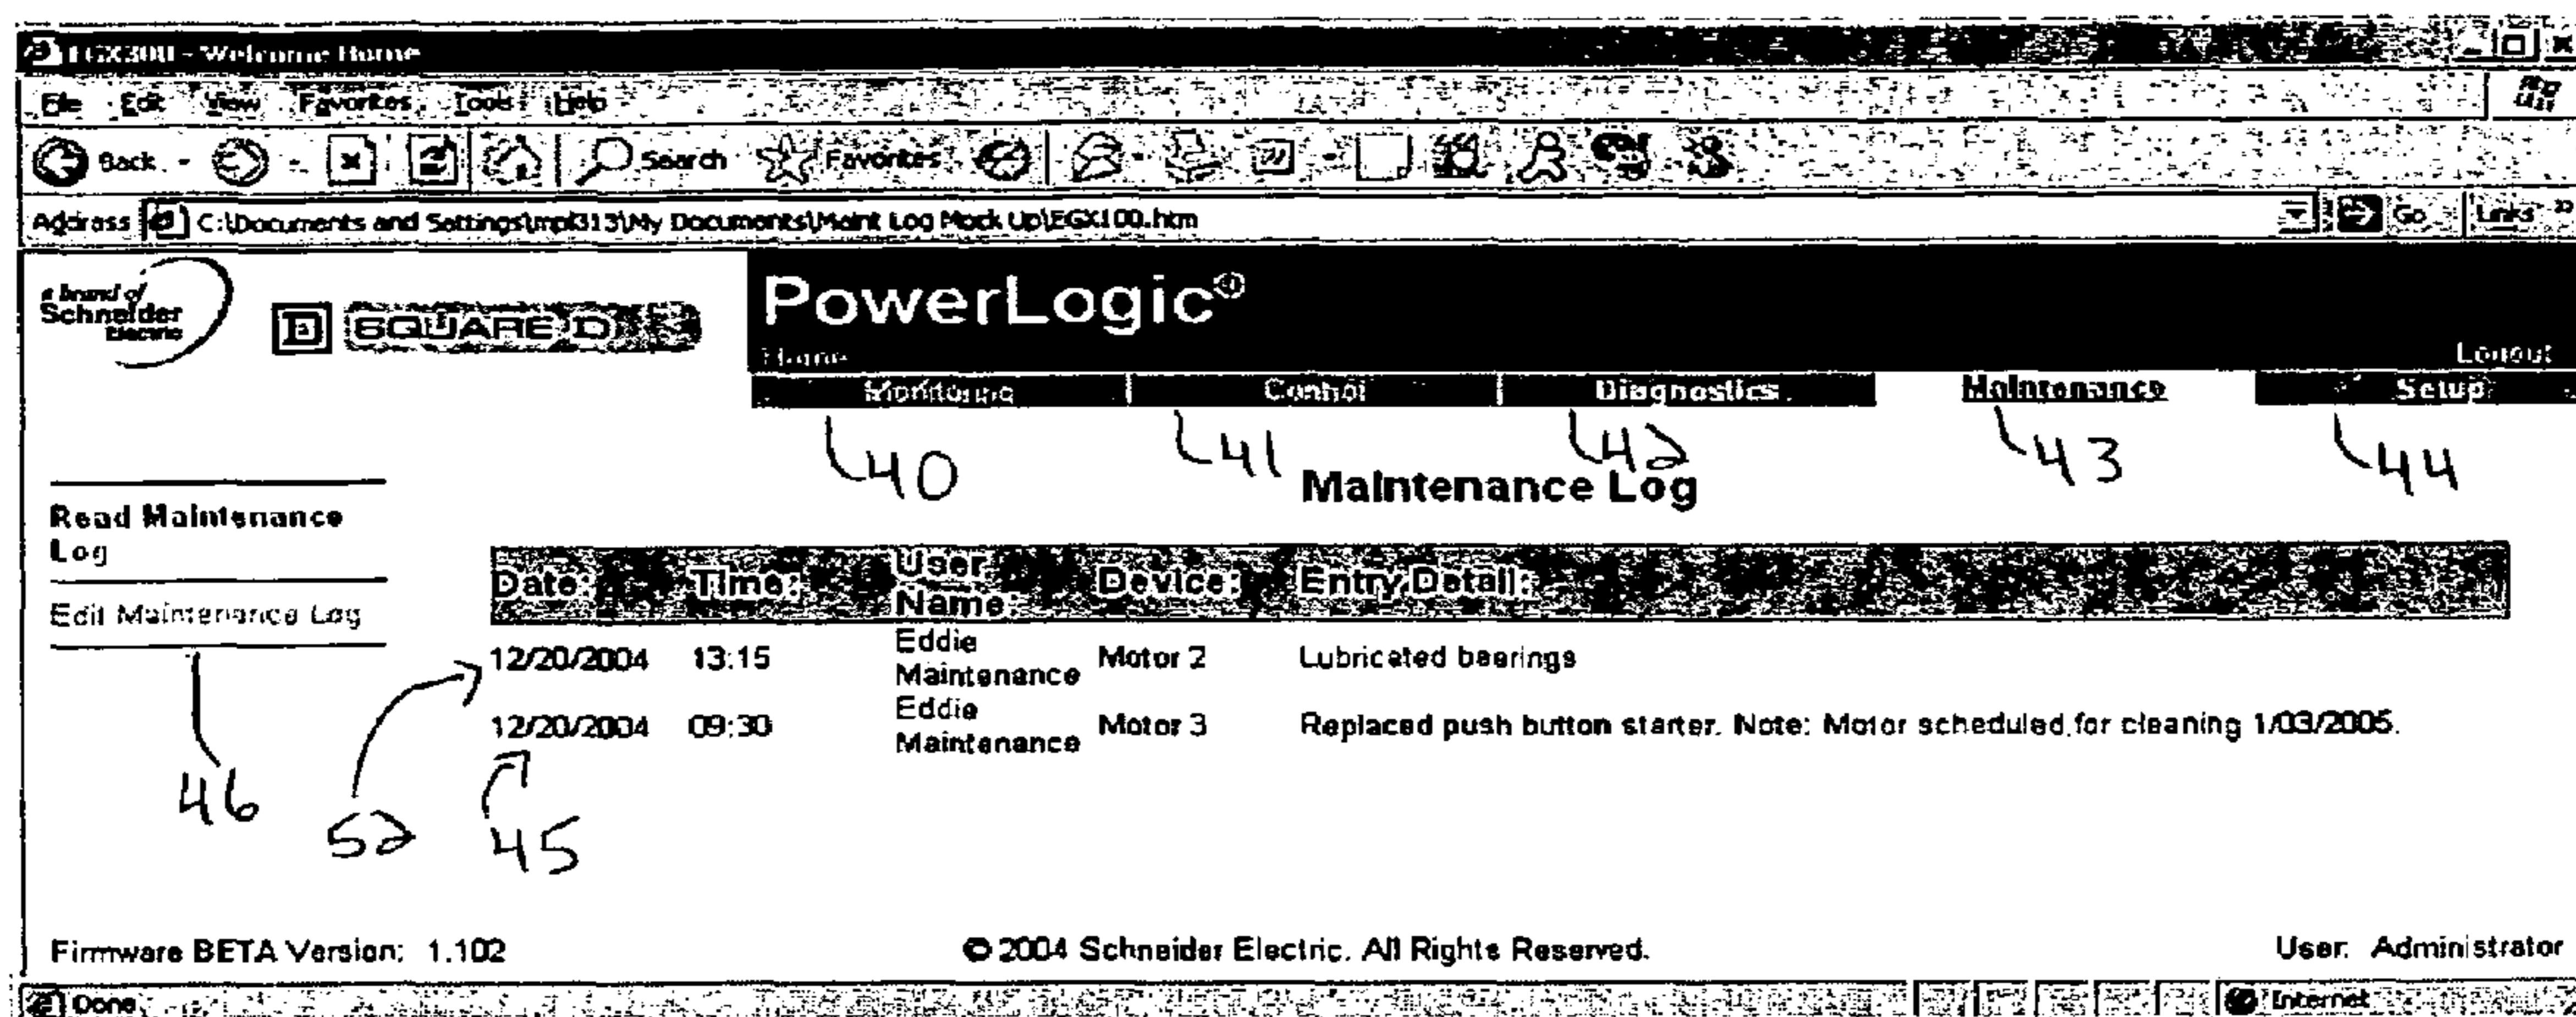 EGX300 - Welcome Home
File Edit View Favorites Tools Help
Back Search Favorites
Address C:\Documents and Settings\mpl313\My Documents\Maint Log Mock Up\EGX100.htm Go Links »
a brand of
Schneider
Electric
D SQUARE D
PowerLogic®
Home Logout
Monitoring Control Diagnostics Maintenance Setup
40 41 42 43 44
Maintenance Log
Read Maintenance
Log
Edit Maintenance Log
Date: Time: User Name: Device: Entry Detail:
12/20/2004 13:15 Eddie Maintenance Motor 2 Lubricated bearings
12/20/2004 09:30 Eddie Maintenance Motor 3 Replaced push button starter. Note: Motor scheduled for cleaning 1/03/2005.
46 52 45
Firmware BETA Version: 1.102 © 2004 Schneider Electric. All Rights Reserved. User: Administrator
Done Internet